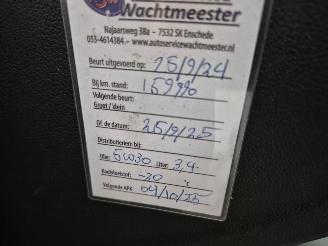 Wachtmeester
Najaarsweg 38a - 7532 SK Enschede
053-4614384 - www.autoservicewachtmeester.nl
Beurt uitgevoerd op: 25/9/24
Bij km. stand:
Volgende beurt:
Groot / klein
Of de datum: 25/9/25
Distributieriem bij
Olie: 5W30 Liter: 3,4
Koelvloeistof: -20 °C
Volgende APK 04/10/25